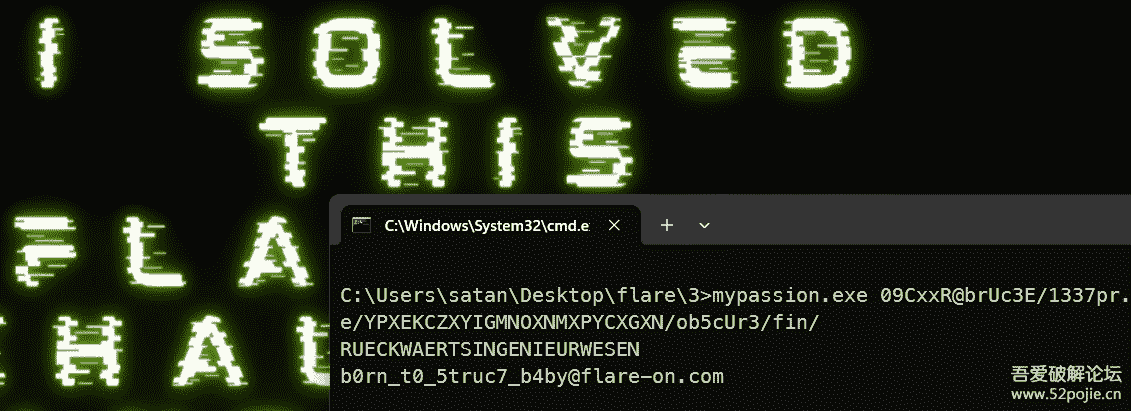 I SOLVED
THIS
FLA
HAL
C:\Windows\System32\cmd.e
C:\Users\satan\Desktop\flare\3>mypassion.exe 09CxxR@brUc3E/1337pr.
e/YPXEKCZXYIGMNOXNMXPYCXGXN/ob5cUr3/fin/
RUECKWAERTSINGENIEURWESEN
b0rn_t0_5truc7_b4by@flare-on.com
吾爱破解论坛
www.52pojie.cn